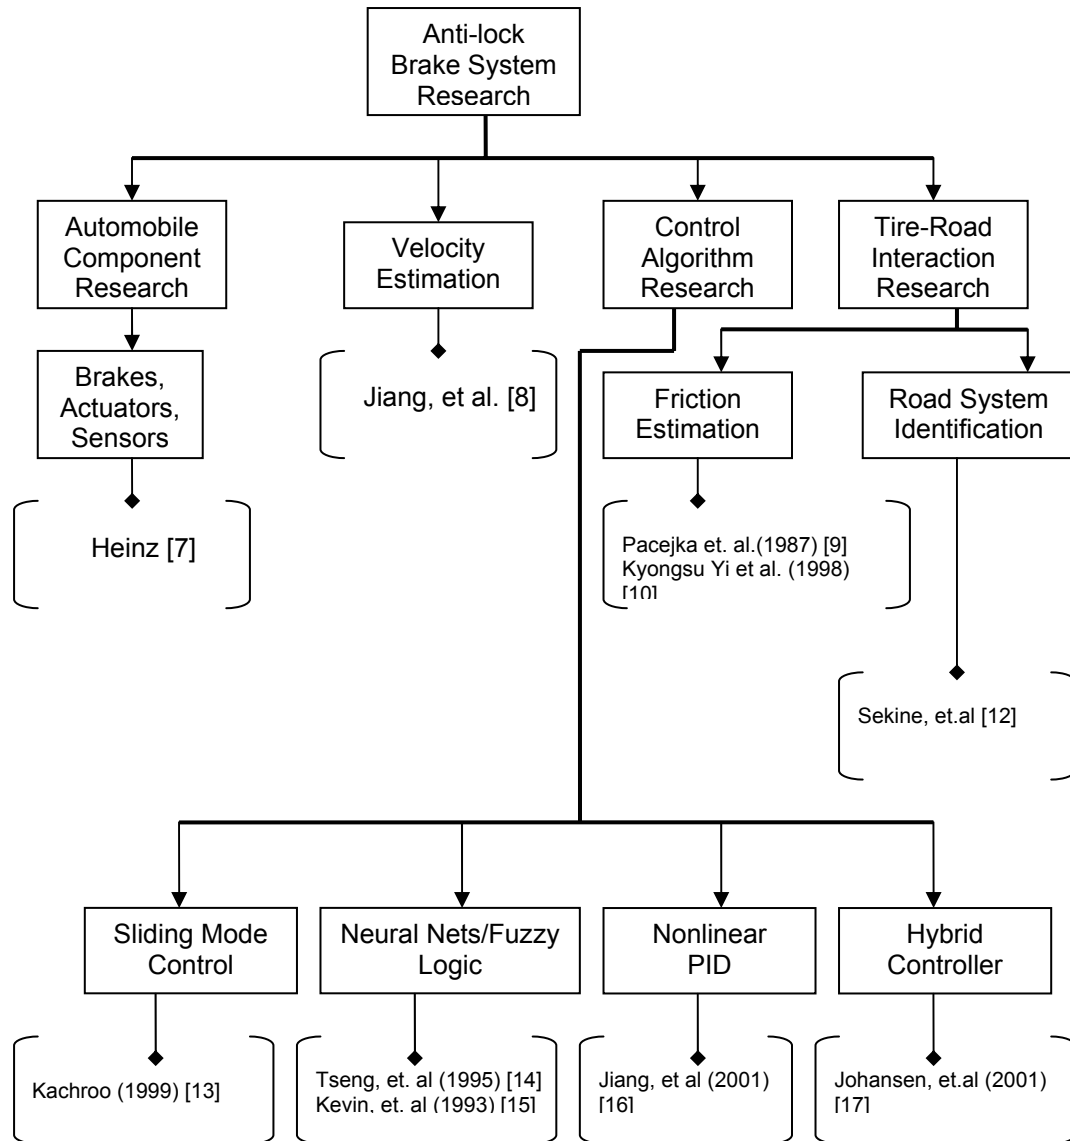 Anti-lock
Brake System
Research
Automobile
Component
Research
Velocity
Estimation
Control
Algorithm
Research
Tire-Road
Interaction
Research
Brakes,
Actuators,
Sensors
Jiang, et al. [8]
Friction
Estimation
Road System
Identification
Heinz [7]
Pacejka et. al.(1987) [9]
Kyongsu Yi et al. (1998)
[10]
Sekine, et.al [12]
Sliding Mode
Control
Neural Nets/Fuzzy
Logic
Nonlinear
PID
Hybrid
Controller
Kachroo (1999) [13]
Tseng, et. al (1995) [14]
Kevin, et. al (1993) [15]
Jiang, et al (2001)
[16]
Johansen, et.al (2001)
[17]